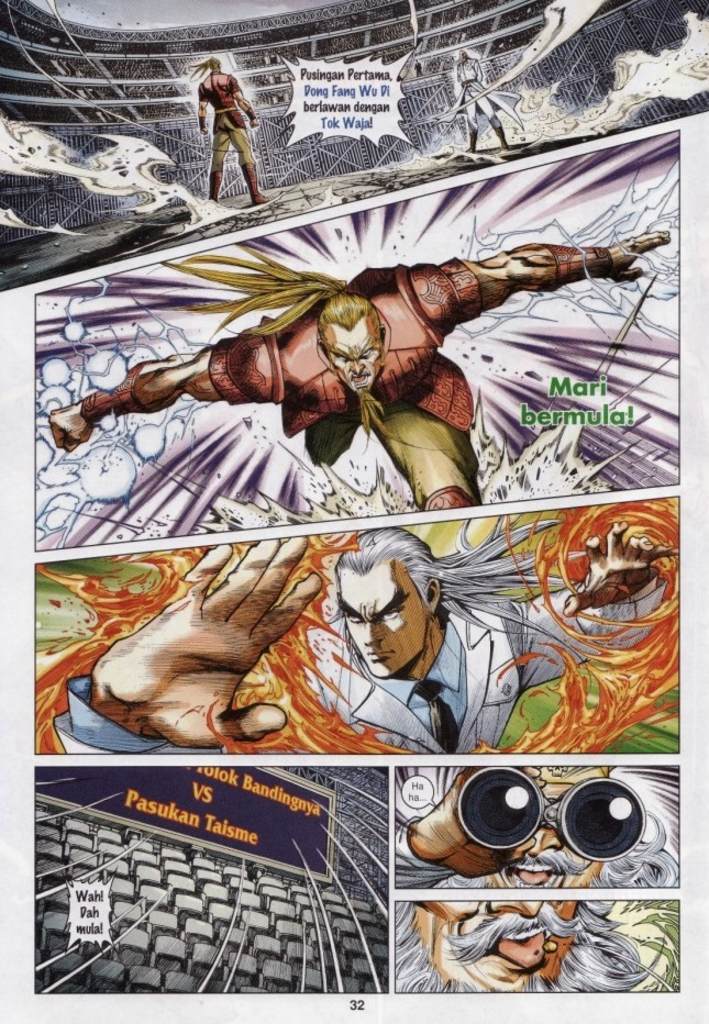 Pusingan Pertama,
Dong Fang Wu Di
berlawan dengan
Tok Waja!
Mari
bermula!
Tolok Bandingnya
VS
Pasukan Taisme
Wah!
Dah
mula!
Ha
ha...
32